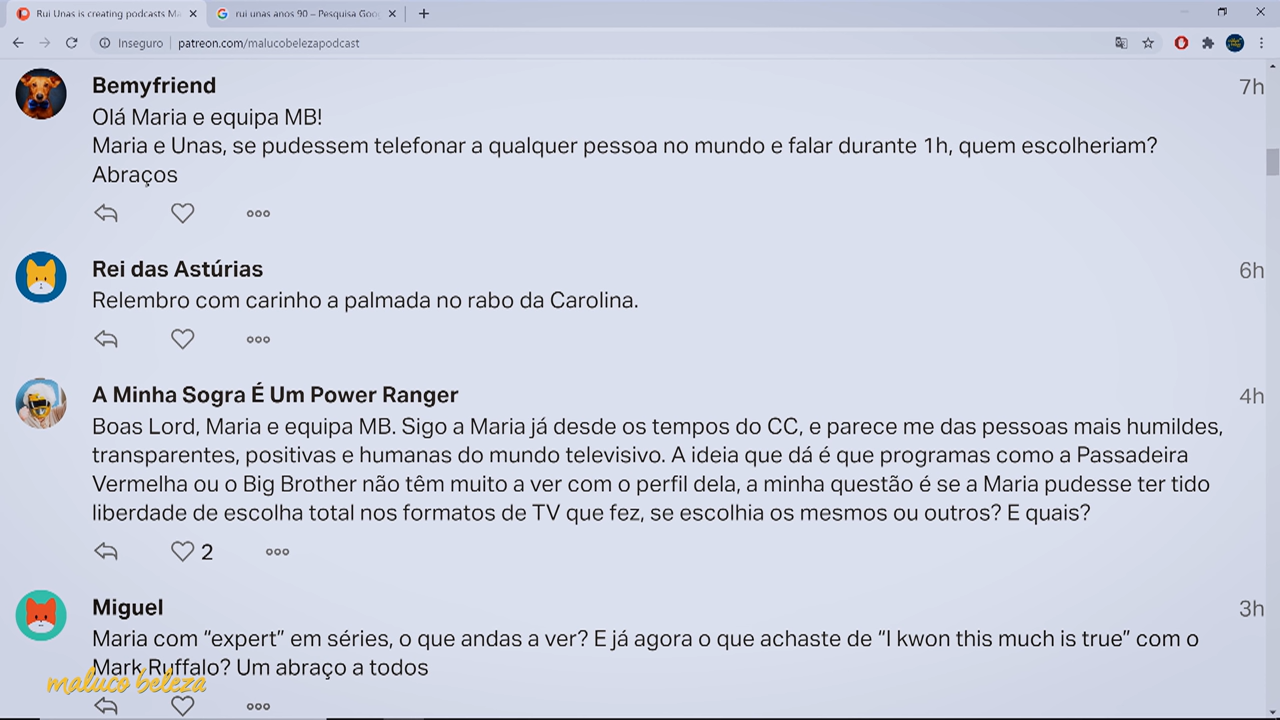 Rui Unas is creating podcasts Ma
rui unas anos 90 – Pesquisa Goo
Inseguro
patreon.com/malucobelezapodcast
Bemyfriend
7h
Olá Maria e equipa MB!
Maria e Unas, se pudessem telefonar a qualquer pessoa no mundo e falar durante 1h, quem escolheriam?
Abraços
Rei das Astúrias
6h
Relembro com carinho a palmada no rabo da Carolina.
A Minha Sogra É Um Power Ranger
4h
Boas Lord, Maria e equipa MB. Sigo a Maria já desde os tempos do CC, e parece me das pessoas mais humildes,
transparentes, positivas e humanas do mundo televisivo. A ideia que dá é que programas como a Passadeira
Vermelha ou o Big Brother não têm muito a ver com o perfil dela, a minha questão é se a Maria pudesse ter tido
liberdade de escolha total nos formatos de TV que fez, se escolhia os mesmos ou outros? E quais?
2
Miguel
3h
Maria com “expert” em séries, o que andas a ver? E já agora o que achaste de “I kwon this much is true” com o
Mark Ruffalo? Um abraço a todos
maluco beleza